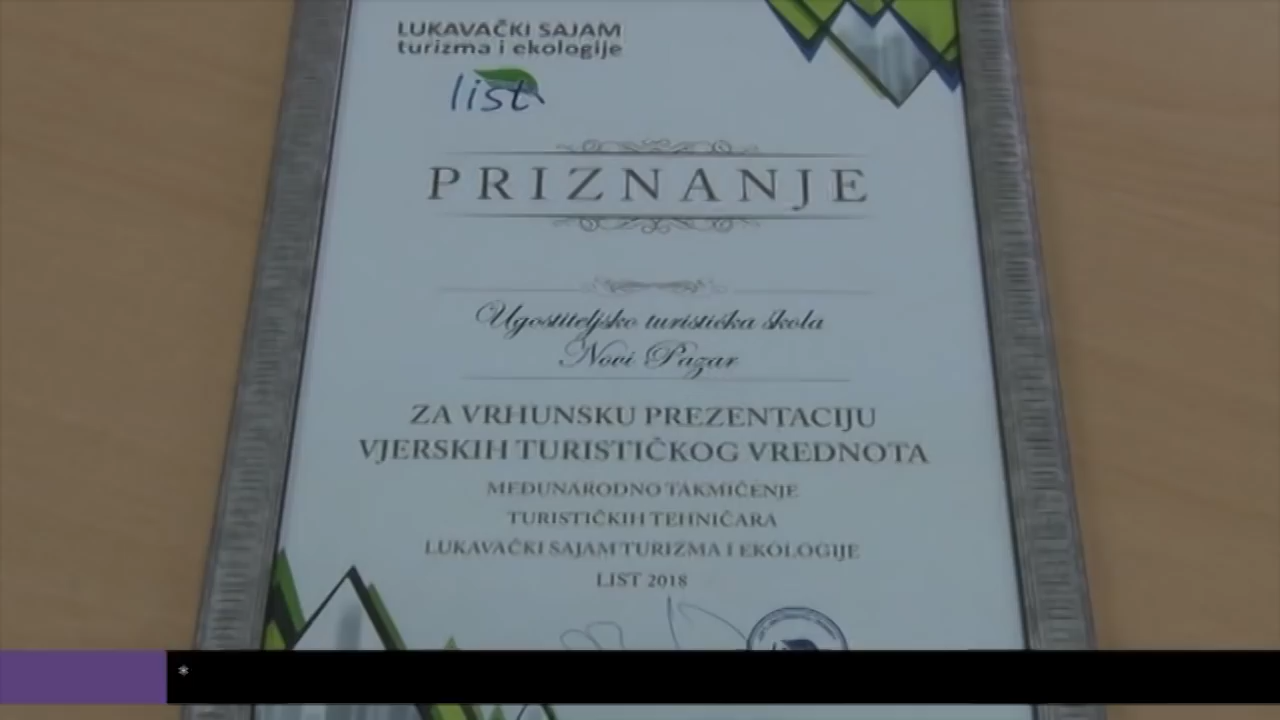 LUKAVAČKI SAJAM
turizma i ekologije
list
PRIZNANJE
Ugostiteljsko turistička škola
Novi Pazar
ZA VRHUNSKU PREZENTACIJU
VJERSKIH TURISTIČKOG VREDNOTA
MEĐUNARODNO TAKMIČENJE
TURISTIČKIH TEHNIČARA
LUKAVAČKI SAJAM TURIZMA I EKOLOGIJE
LIST 2018
*